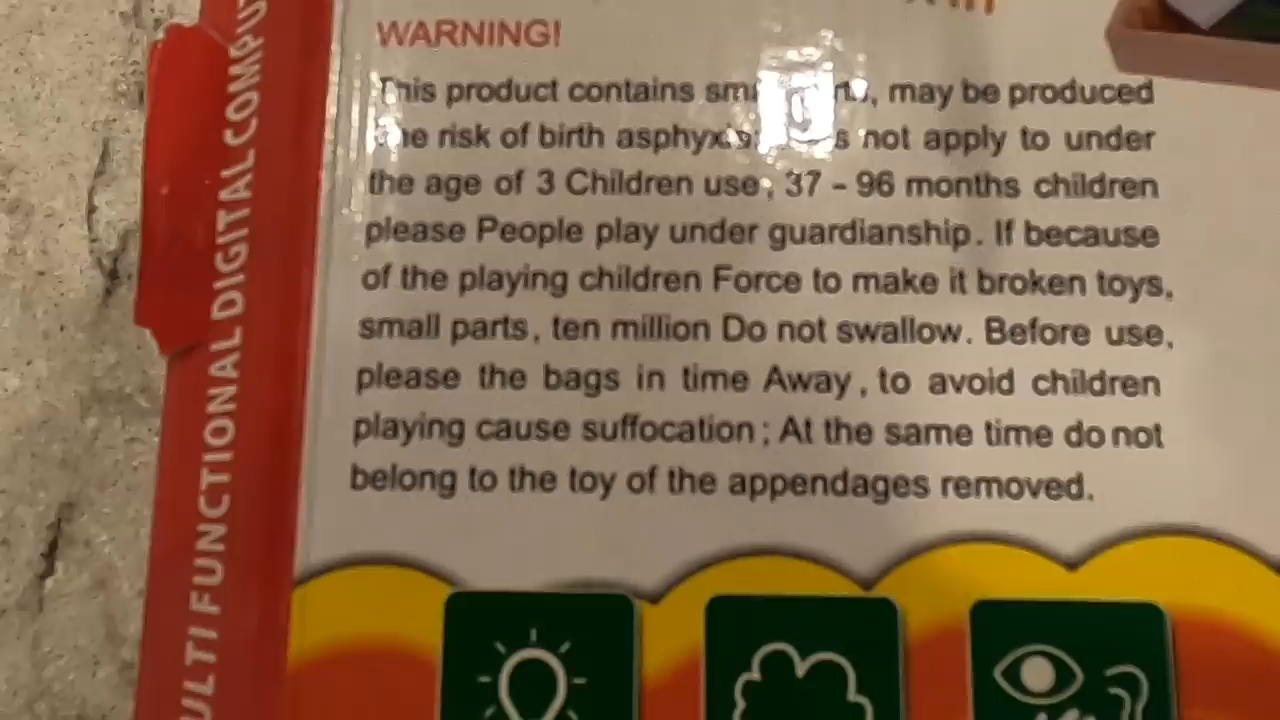 WARNING!
This product contains may be produced
the risk of birth not apply to under
the age of 3 Children use, 37 - 96 months children
please People play under guardianship. If because
of the playing children Force to make it broken toys,
small parts, ten million Do not swallow. Before use,
please the bags in time Away, to avoid children
playing cause suffocation; At the same time do not
belong to the toy of the appendages removed.
FUNCTIONAL DIGITAL